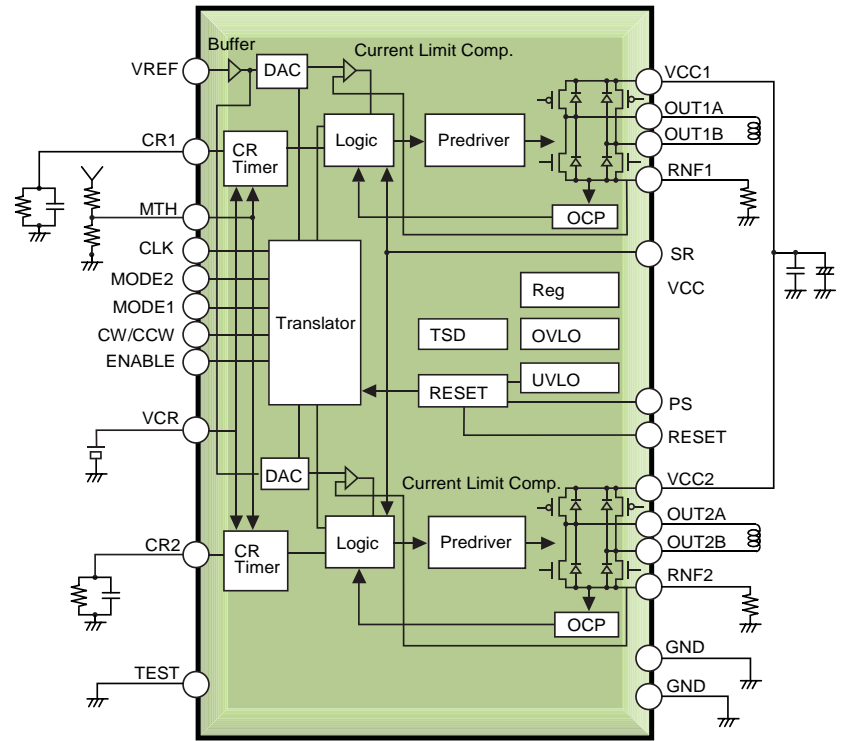 Buffer
Current Limit Comp.
VREF
DAC
VCC1
OUT1A
OUT1B
CR1
CR
Timer
Logic
Predriver
RNF1
MTH
OCP
CLK
SR
MODE2
Reg
VCC
MODE1
Translator
TSD
OVLO
CW/CCW
ENABLE
RESET
UVLO
PS
VCR
RESET
DAC
Current Limit Comp.
VCC2
OUT2A
CR2
CR
Timer
Logic
Predriver
OUT2B
RNF2
OCP
TEST
GND
GND